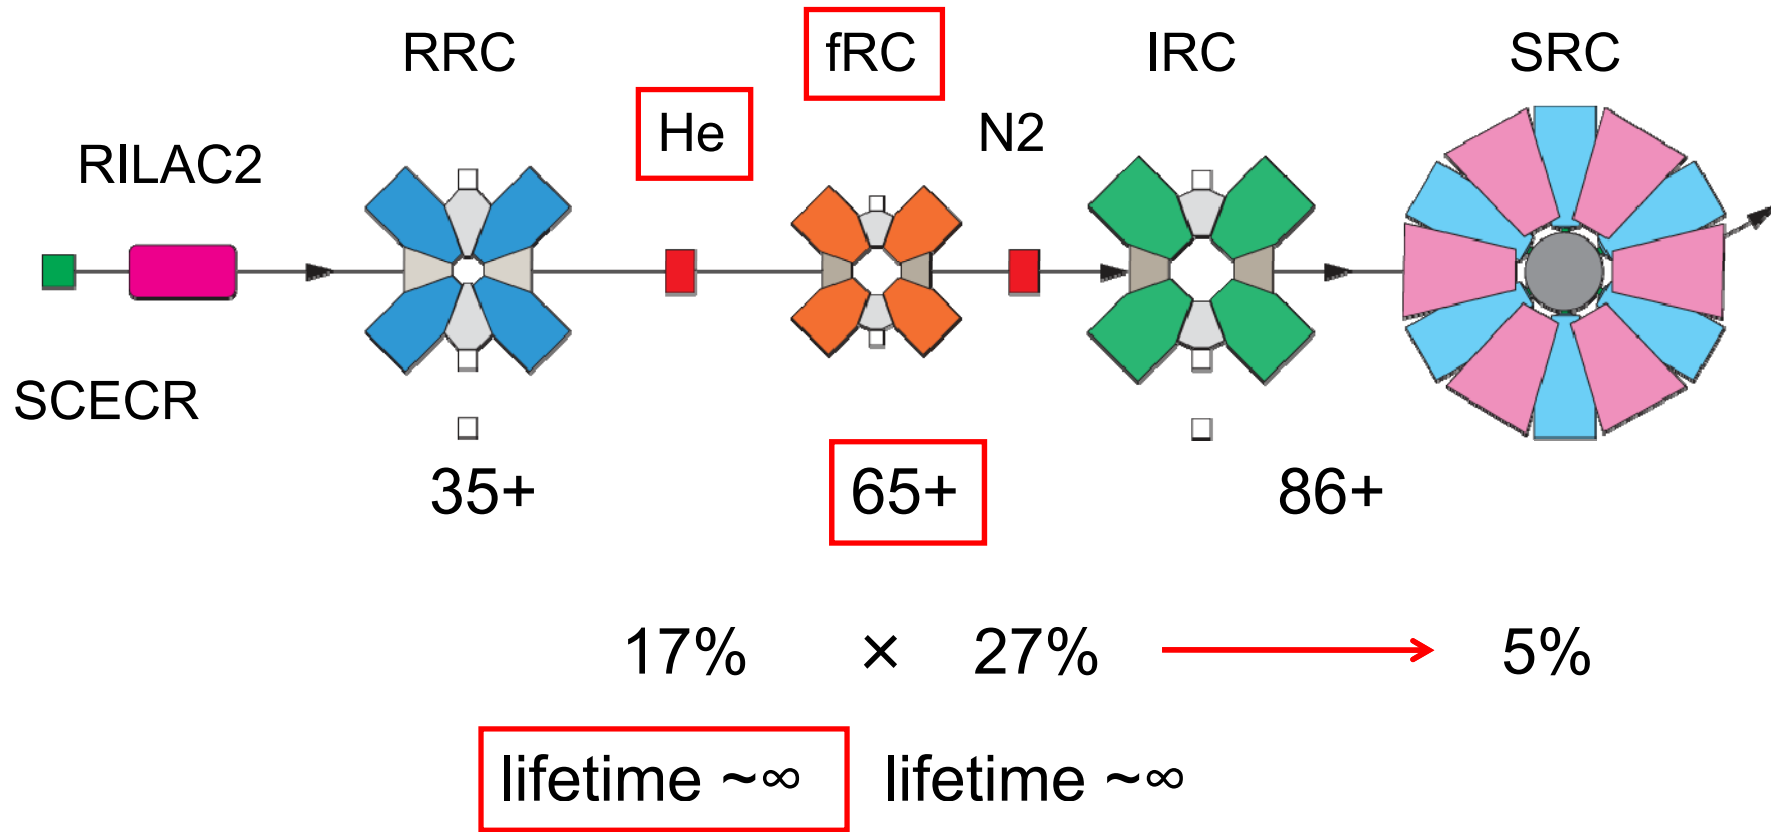 RRC fRC IRC SRC
He N2
RILAC2
SCECR
35+ 65+ 86+
17% × 27% 5%
lifetime ~∞ lifetime ~∞